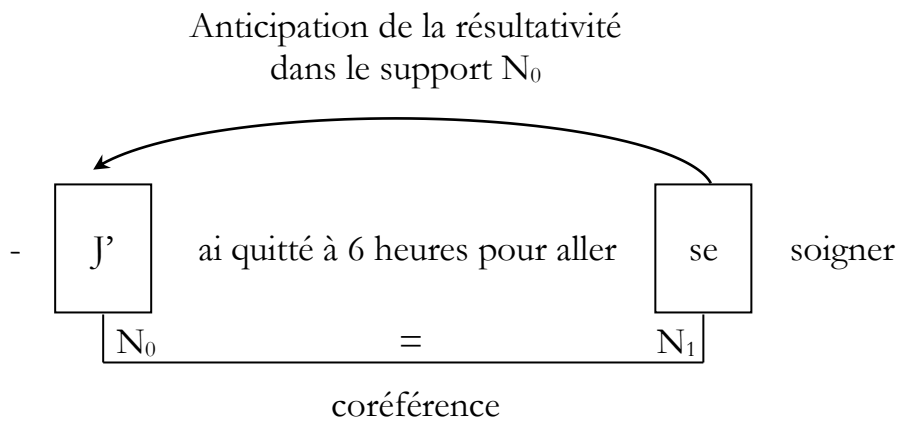 Anticipation de la résultativité
dans le support N₀
- J’ ai quitté à 6 heures pour aller se soigner
N₀ = N₁
coréférence